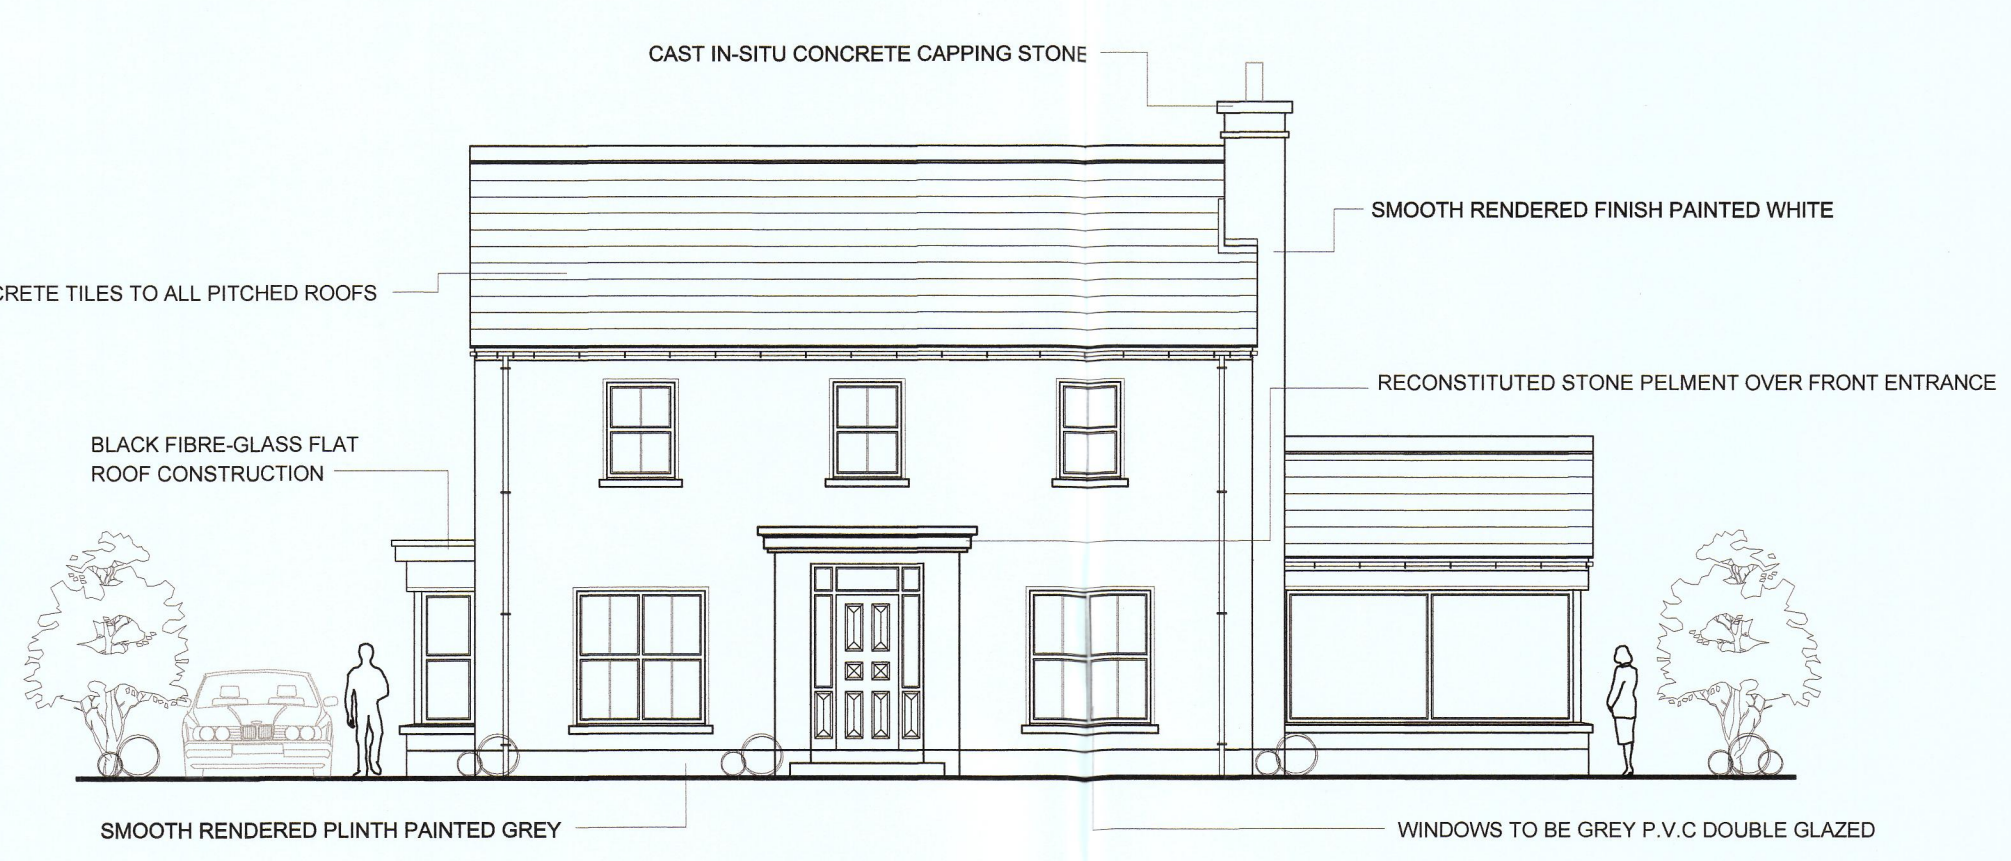 CAST IN-SITU CONCRETE CAPPING STONE
SMOOTH RENDERED FINISH PAINTED WHITE
CRETE TILES TO ALL PITCHED ROOFS
RECONSTITUTED STONE PELMENT OVER FRONT ENTRANCE
BLACK FIBRE-GLASS FLAT
ROOF CONSTRUCTION
SMOOTH RENDERED PLINTH PAINTED GREY
WINDOWS TO BE GREY P.V.C DOUBLE GLAZED